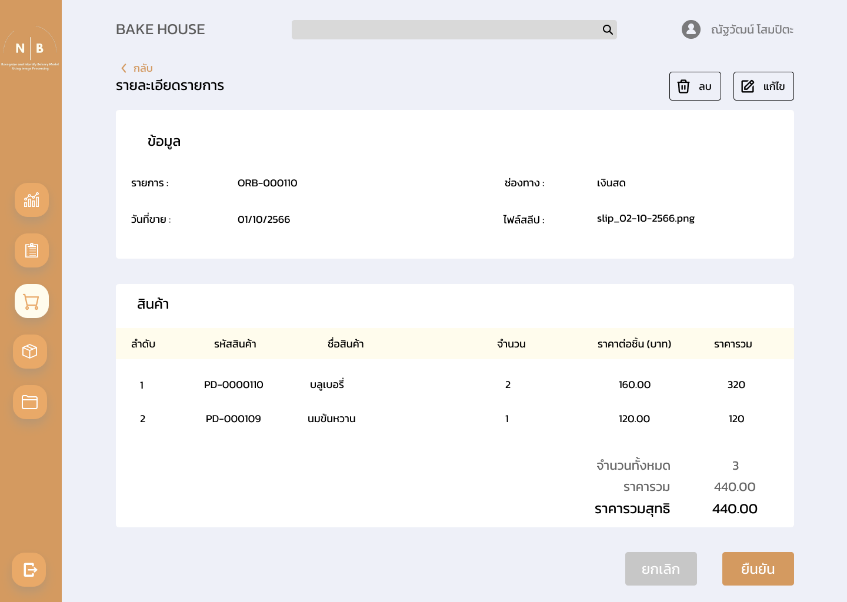 BAKE HOUSE
ณัฐวัฒน์ โสมปิตะ
N | B
กลับ
รายละเอียดรายการ
ลบ
แก้ไข
ข้อมูล
รายการ : ORB-000110 ช่องทาง : เงินสด
วันที่ขาย : 01/10/2566 ไฟล์สลีป : slip_02-10-2566.png
สินค้า
ลำดับ รหัสสินค้า ชื่อสินค้า จำนวน ราคาต่อชิ้น (บาท) ราคารวม
1 PD-0000110 บลูเบอรี่ 2 160.00 320
2 PD-000109 นมข้นหวาน 1 120.00 120
จำนวนทั้งหมด 3
ราคารวม 440.00
ราคารวมสุทธิ 440.00
ยกเลิก
ยืนยัน